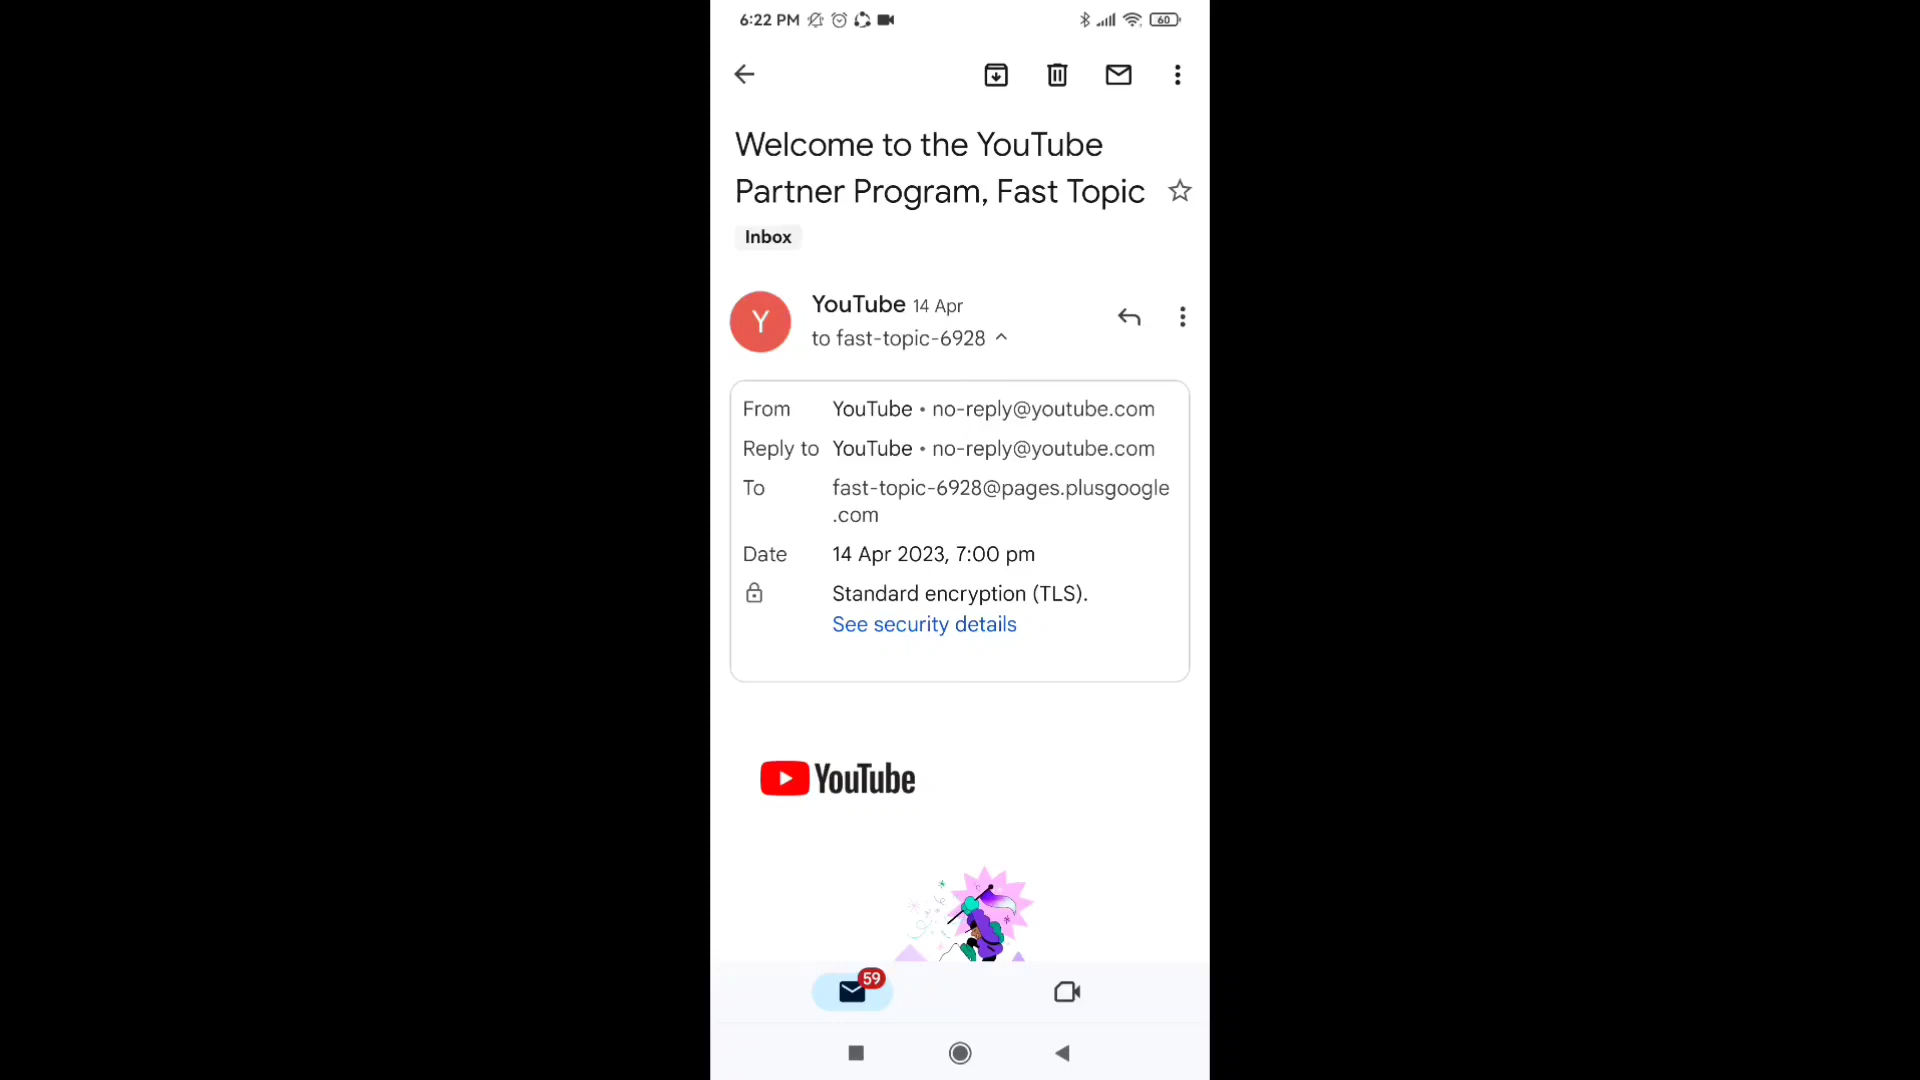 6:22 PM
60
Welcome to the YouTube
Partner Program, Fast Topic
Inbox
Y
YouTube 14 Apr
to fast-topic-6928
From YouTube • no-reply@youtube.com
Reply to YouTube • no-reply@youtube.com
To fast-topic-6928@pages.plusgoogle
.com
Date 14 Apr 2023, 7:00 pm
Standard encryption (TLS).
See security details
YouTube
59